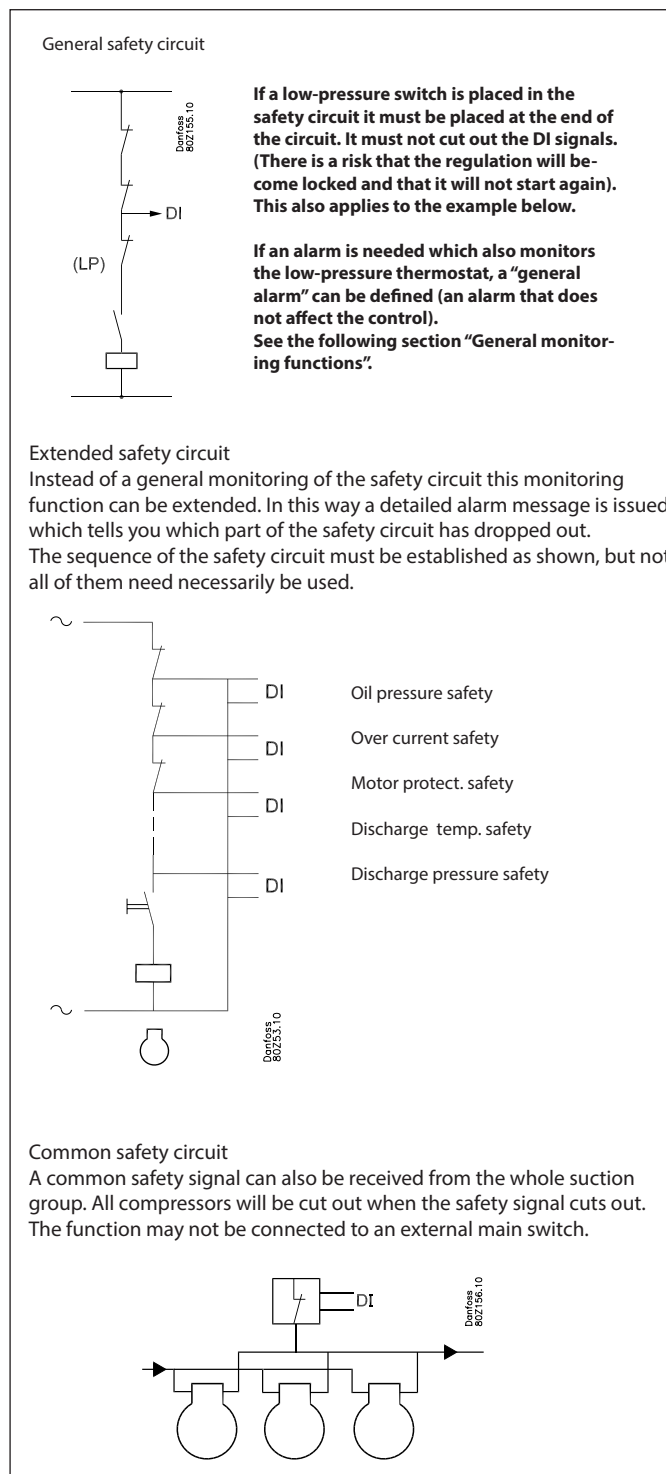 General safety circuit
Danfoss
80Z155.10
DI
(LP)
If a low-pressure switch is placed in the
safety circuit it must be placed at the end of
the circuit. It must not cut out the DI signals.
(There is a risk that the regulation will be-
come locked and that it will not start again).
This also applies to the example below.
If an alarm is needed which also monitors
the low-pressure thermostat, a “general
alarm” can be defined (an alarm that does
not affect the control).
See the following section “General monitor-
ing functions”.
Extended safety circuit
Instead of a general monitoring of the safety circuit this monitoring
function can be extended. In this way a detailed alarm message is issued
which tells you which part of the safety circuit has dropped out.
The sequence of the safety circuit must be established as shown, but not
all of them need necessarily be used.
DI
Oil pressure safety
DI
Over current safety
DI
Motor protect. safety
Discharge temp. safety
DI
Discharge pressure safety
Danfoss
80Z53.10
Common safety circuit
A common safety signal can also be received from the whole suction
group. All compressors will be cut out when the safety signal cuts out.
The function may not be connected to an external main switch.
DI
Danfoss
80Z156.10